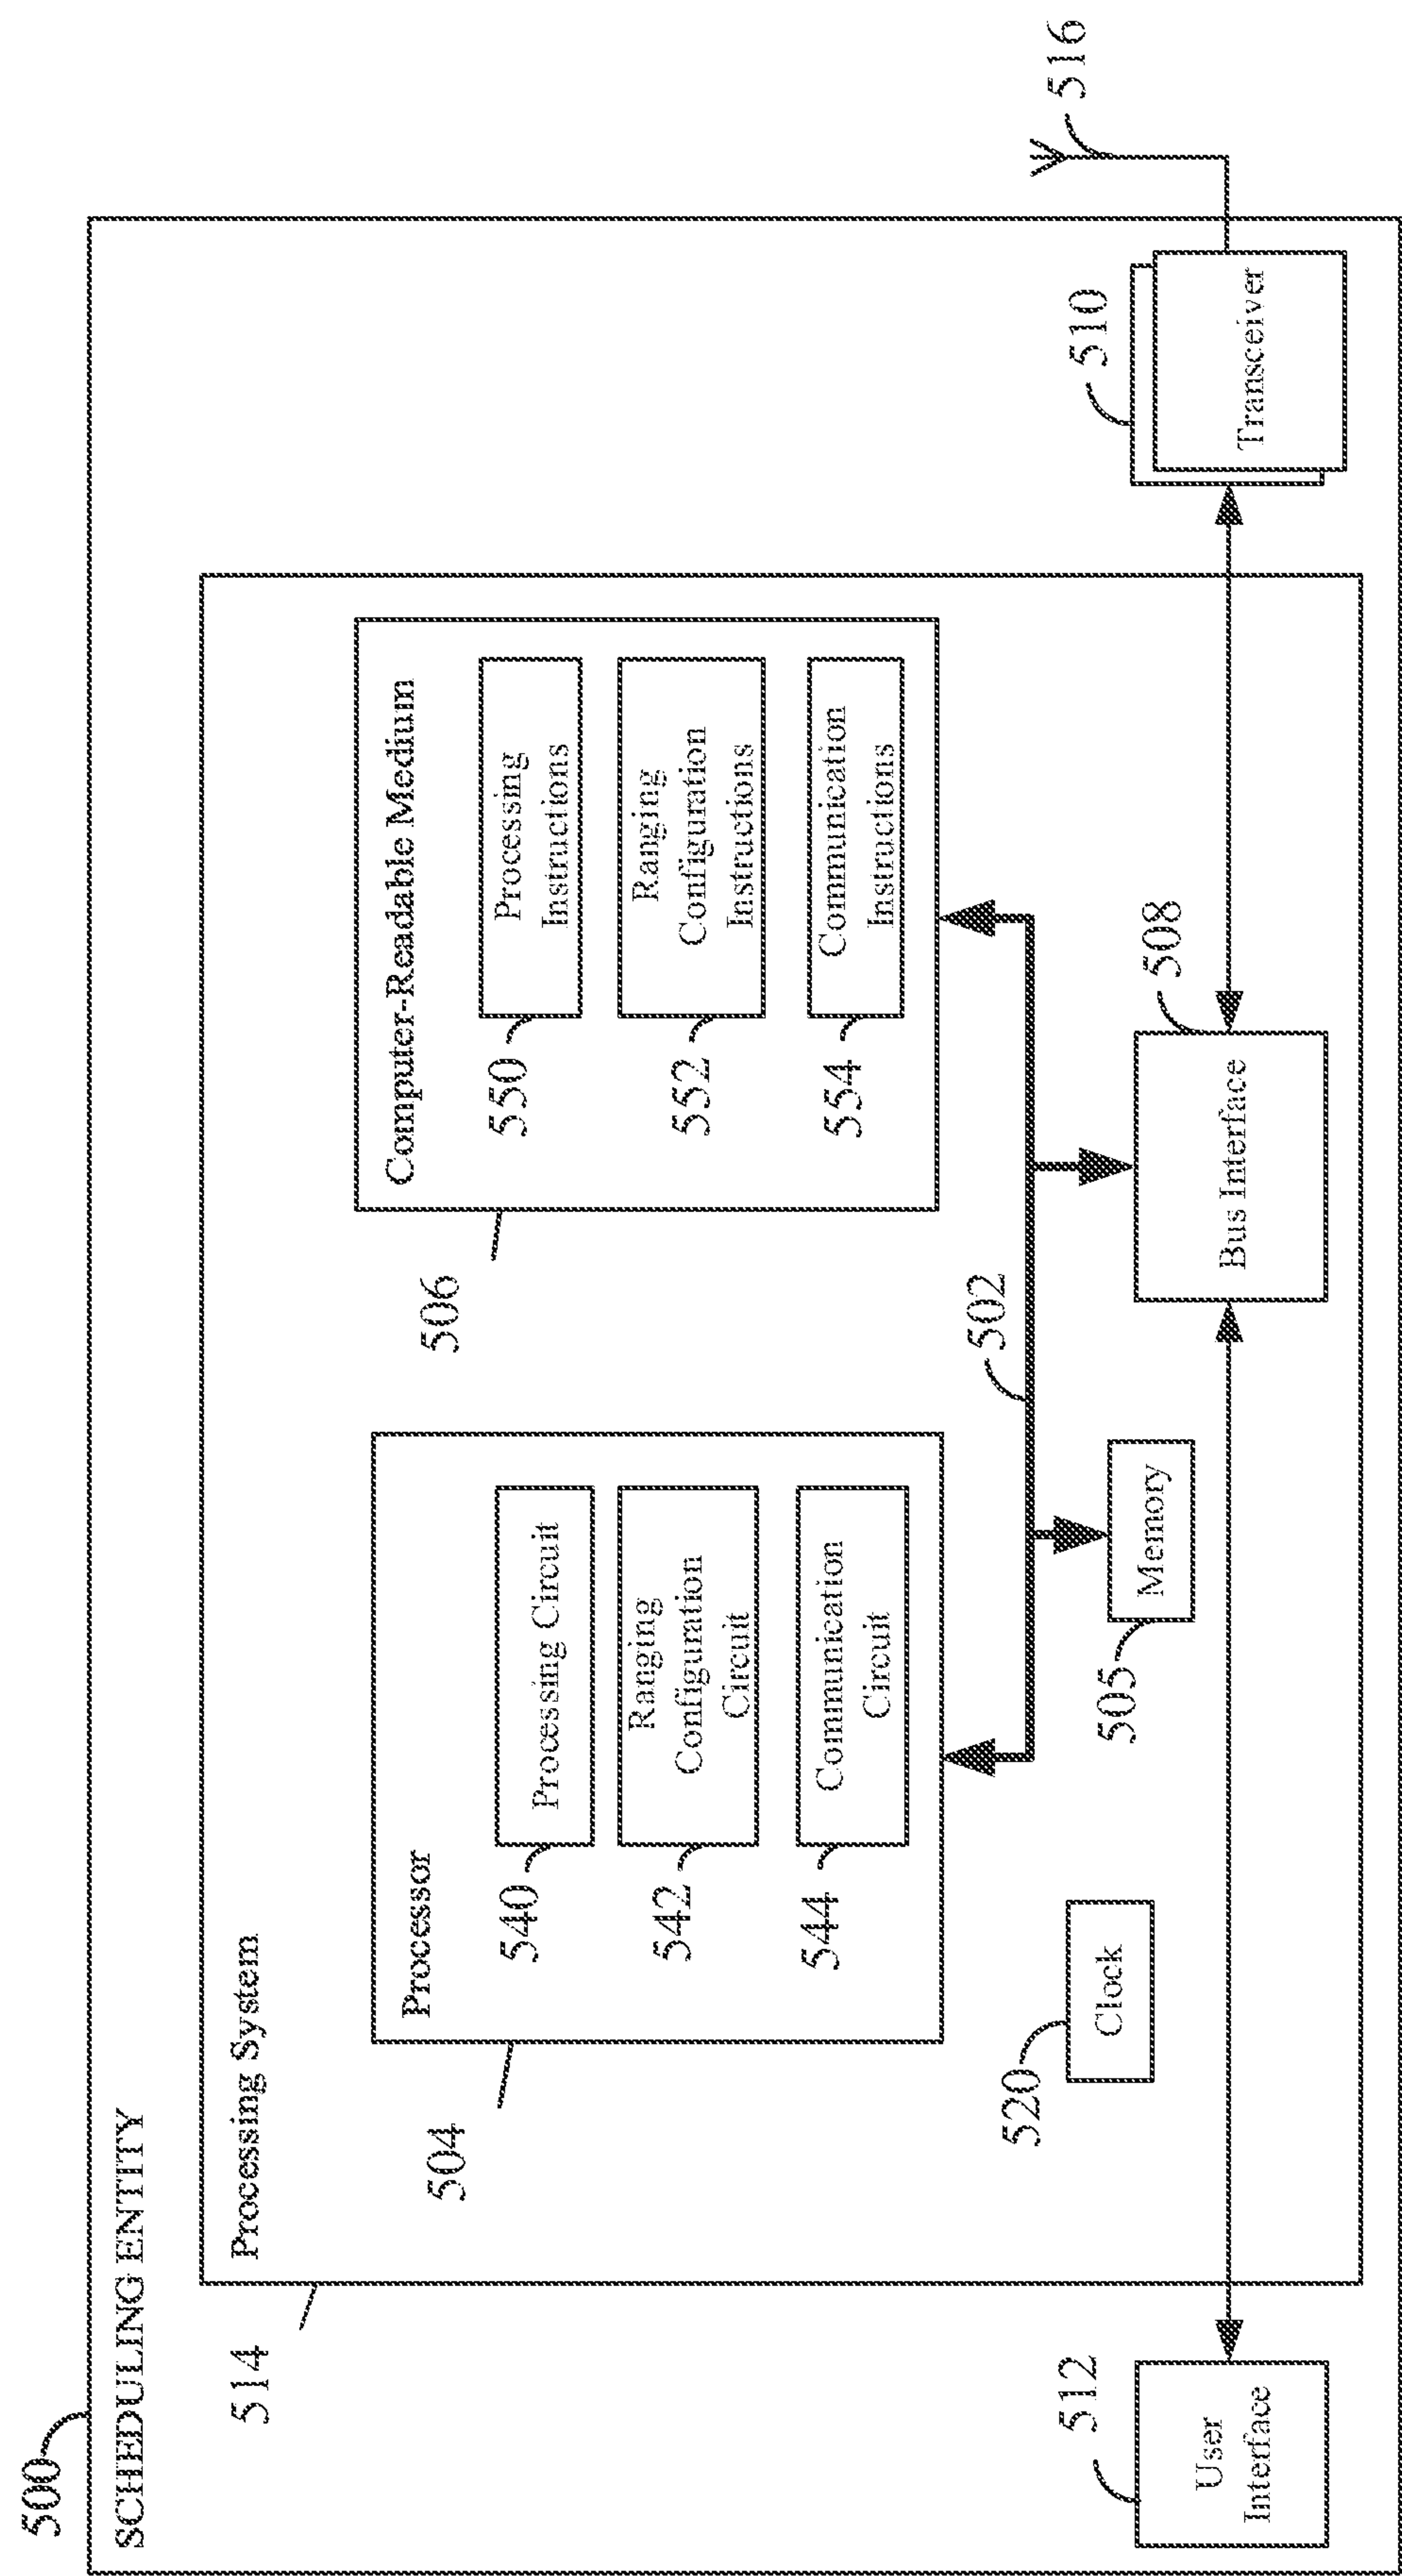 500
SCHEDULING ENTITY
514
Processing System
504
Processor
540
Processing Circuit
542
Ranging
Configuration
Circuit
544
Communication
Circuit
506
Computer-Readable Medium
550
Processing
Instructions
552
Ranging
Configuration
Instructions
554
Communication
Instructions
502
520
Clock
505
Memory
508
Bus Interface
512
User
Interface
510
Transceiver
516